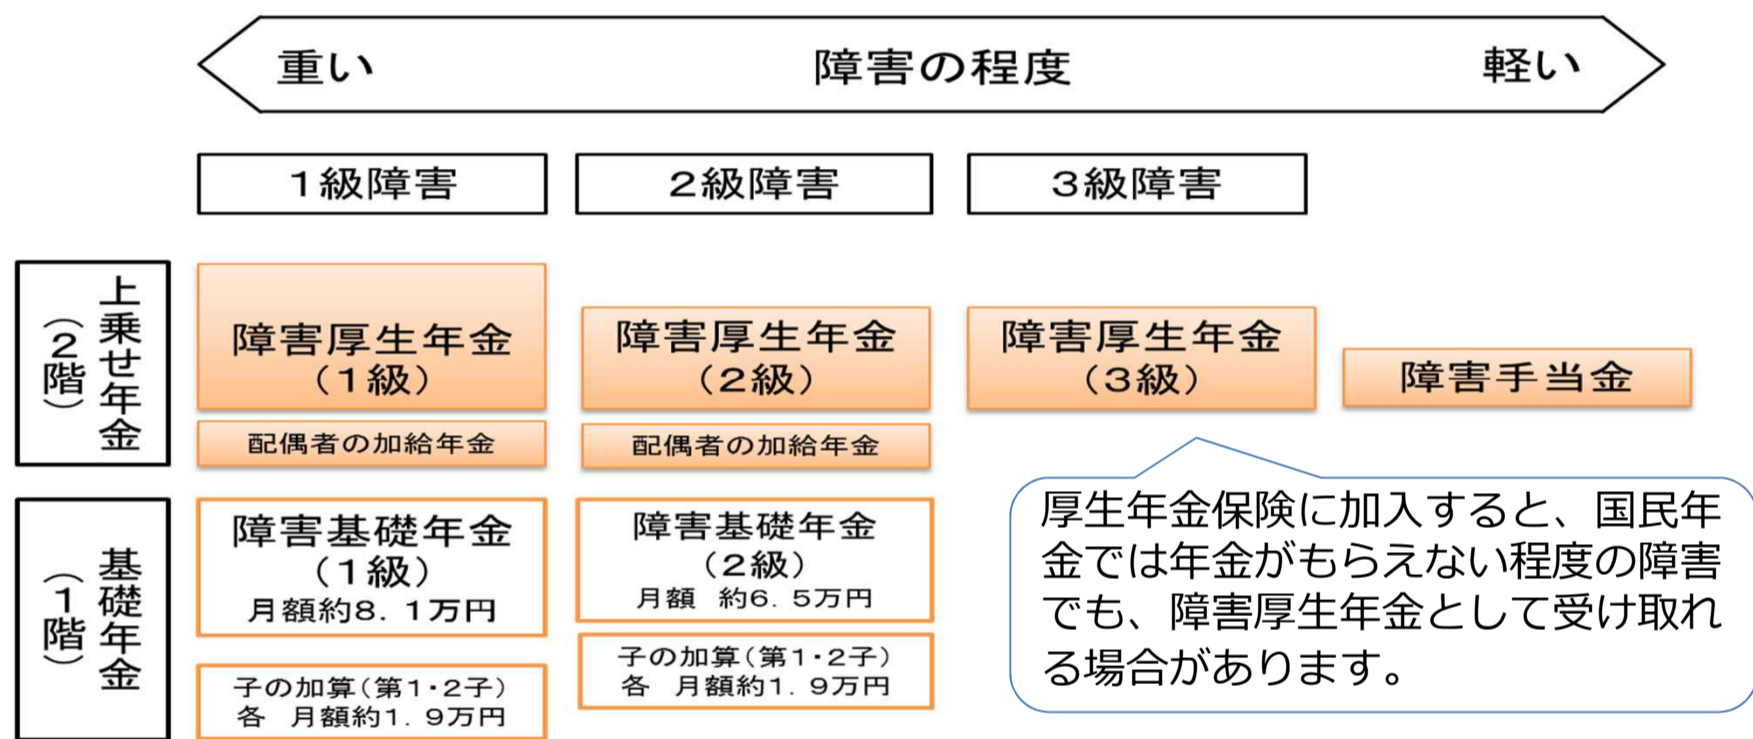 重い 障害の程度 軽い
1級障害
2級障害
3級障害
上乗せ年金
(2階)
障害厚生年金
(1級)
障害厚生年金
(2級)
障害厚生年金
(3級)
障害手当金
配偶者の加給年金
配偶者の加給年金
基礎年金
(1階)
障害基礎年金
(1級)
月額約8.1万円
子の加算(第1・2子)
各 月額約1.9万円
障害基礎年金
(2級)
月額 約6.5万円
子の加算(第1・2子)
各 月額約1.9万円
厚生年金保険に加入すると、国民年
金では年金がもらえない程度の障害
でも、障害厚生年金として受け取れ
る場合があります。